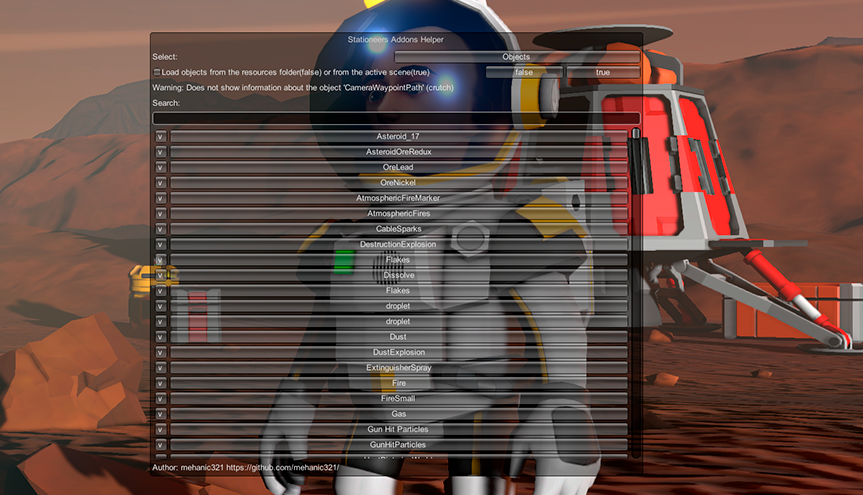 Stationeers Addons Helper
Select: Objects
Load objects from the resources folder(false) or from the active scene(true) false true
Warning: Does not show information about the object 'CameraWaypointPath' (crutch)
Search:
v Asteroid_17
v AsteroidOreRedux
v OreLead
v OreNickel
v AtmosphericFireMarker
v AtmosphericFires
v CableSparks
v DestructionExplosion
v Flakes
v Dissolve
v Flakes
v droplet
v droplet
v Dust
v DustExplosion
v ExtinguisherSpray
v Fire
v FireSmall
v Gas
v Gun Hit Particles
v GunHitParticles
Author: mehanic321 https://github.com/mehanic321/